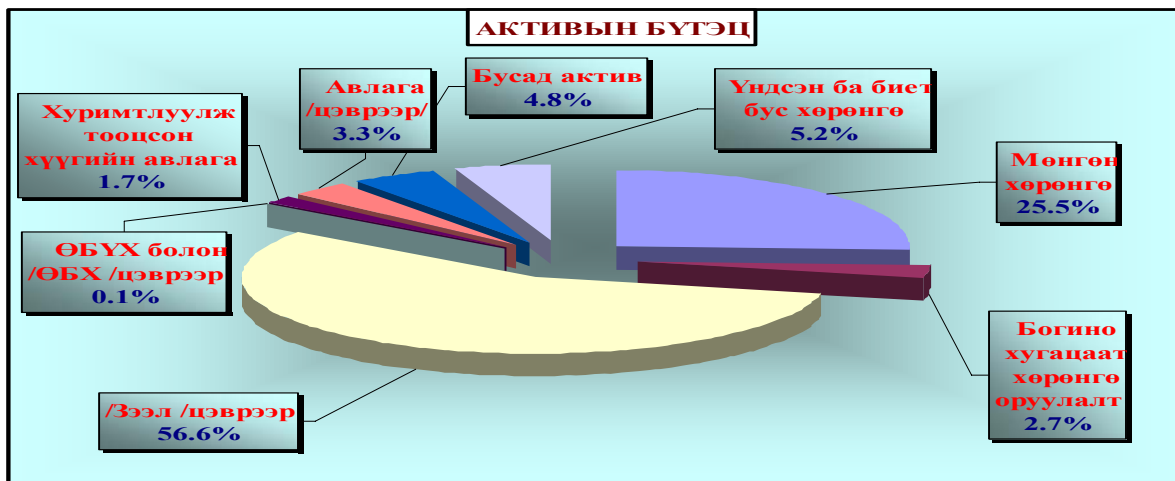 АКТИВЫН БҮТЭЦ
Хуримтлуулж
тооцсон
хүүгийн авлага
1.7%
Авлага
/цэврээр/
3.3%
Бусад актив
4.8%
Үндсэн ба биет
бус хөрөнгө
5.2%
Мөнгөн
хөрөнгө
25.5%
ӨБҮХ болон
/ӨБХ /цэврээр
0.1%
Богино
хугацаат
хөрөнгө
оруулалт
2.7%
/Зээл /цэврээр
56.6%